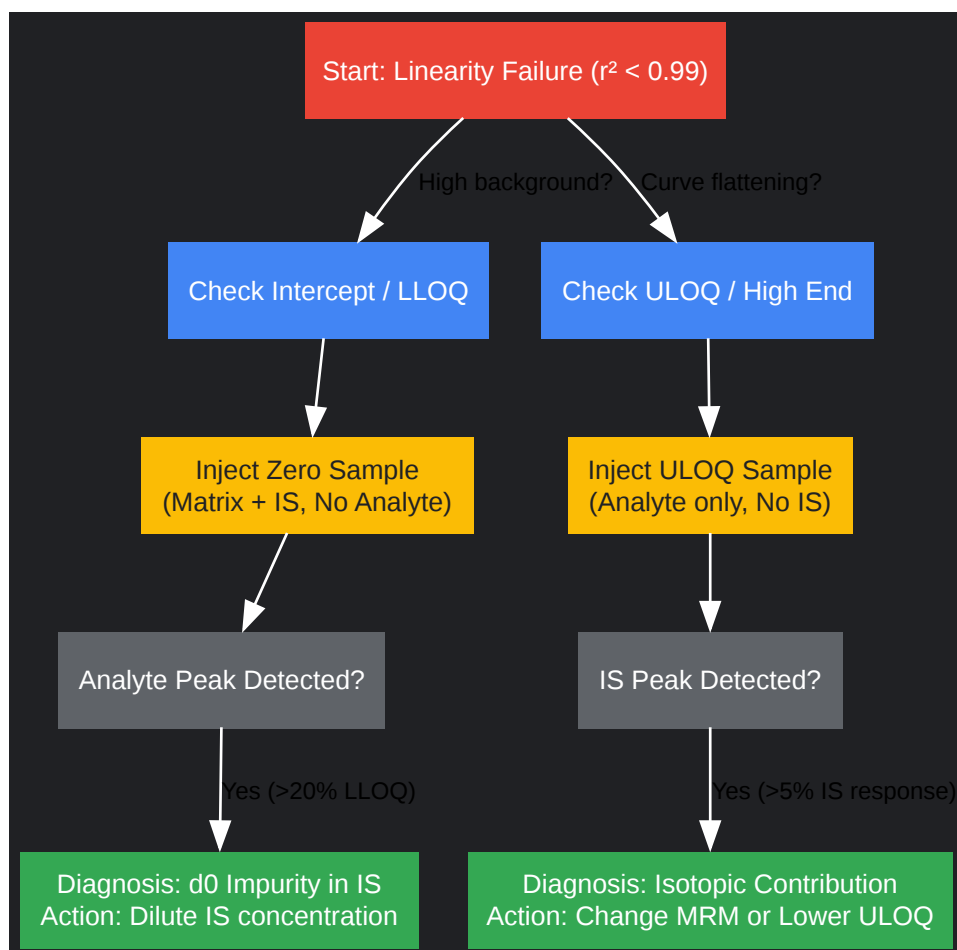 Start: Linearity Failure (r² < 0.99)
High background?
Curve flattening?
Check Intercept / LLOQ
Check ULOQ / High End
Inject Zero Sample
(Matrix + IS, No Analyte)
Inject ULOQ Sample
(Analyte only, No IS)
Analyte Peak Detected?
IS Peak Detected?
Yes (>20% LLOQ)
Yes (>5% IS response)
Diagnosis: d0 Impurity in IS
Action: Dilute IS concentration
Diagnosis: Isotopic Contribution
Action: Change MRM or Lower ULOQ